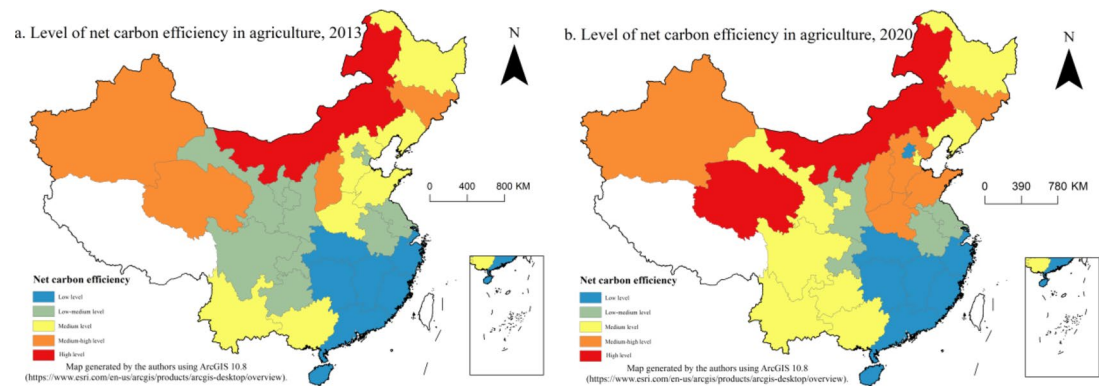 a. Level of net carbon efficiency in agriculture, 2013
N
0 400 800 KM
Net carbon efficiency
Low level
Low-medium level
Medium level
Medium-high level
High level
Map generated by the authors using ArcGIS 10.8
(https://www.esri.com/en-us/arcgis/products/arcgis-desktop/overview).
b. Level of net carbon efficiency in agriculture, 2020
N
0 390 780 KM
Net carbon efficiency
Low level
Low-medium level
Medium level
Medium-high level
High level
Map generated by the authors using ArcGIS 10.8
(https://www.esri.com/en-us/arcgis/products/arcgis-desktop/overview).